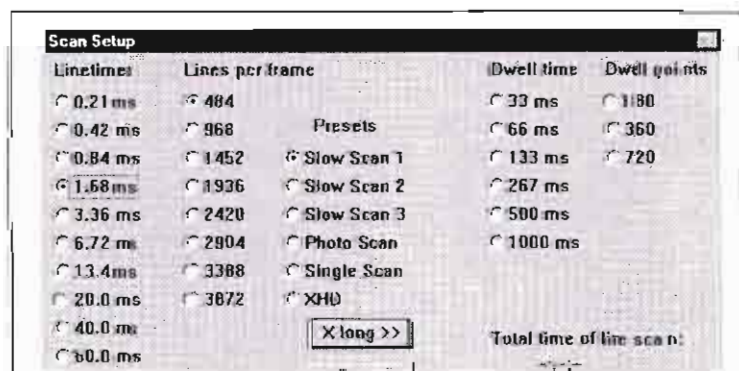 Scan Setup
Linetimes
0.21 ms
0.42 ms
0.84 ms
1.68 ms
3.36 ms
6.72 ms
13.4 ms
20.0 ms
40.0 ms
60.0 ms
Lines per frame
484
968
1452
1936
2420
2904
3388
3872
Presets
Slow Scan 1
Slow Scan 2
Slow Scan 3
Photo Scan
Single Scan
XHD
X long >>
Dwell time
33 ms
66 ms
133 ms
267 ms
500 ms
1000 ms
Dwell points
180
360
720
Total time of line scan: